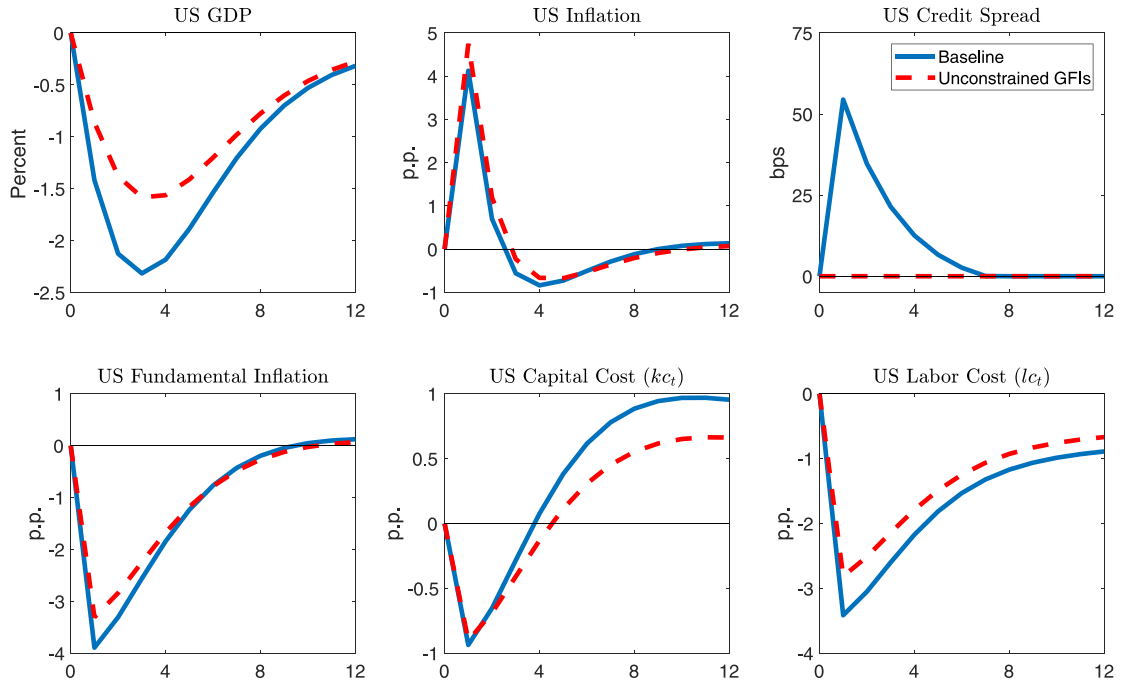 US GDP
Percent
0
-0.5
-1
-1.5
-2
-2.5
0 4 8 12
US Inflation
p.p.
5
4
3
2
1
0
-1
0 4 8 12
US Credit Spread
bps
75
50
25
0
0 4 8 12
Baseline
Unconstrained GFIs
US Fundamental Inflation
p.p.
1
0
-1
-2
-3
-4
0 4 8 12
US Capital Cost (kc_t)
p.p.
1
0.5
0
-0.5
-1
0 4 8 12
US Labor Cost (lc_t)
p.p.
0
-1
-2
-3
-4
0 4 8 12